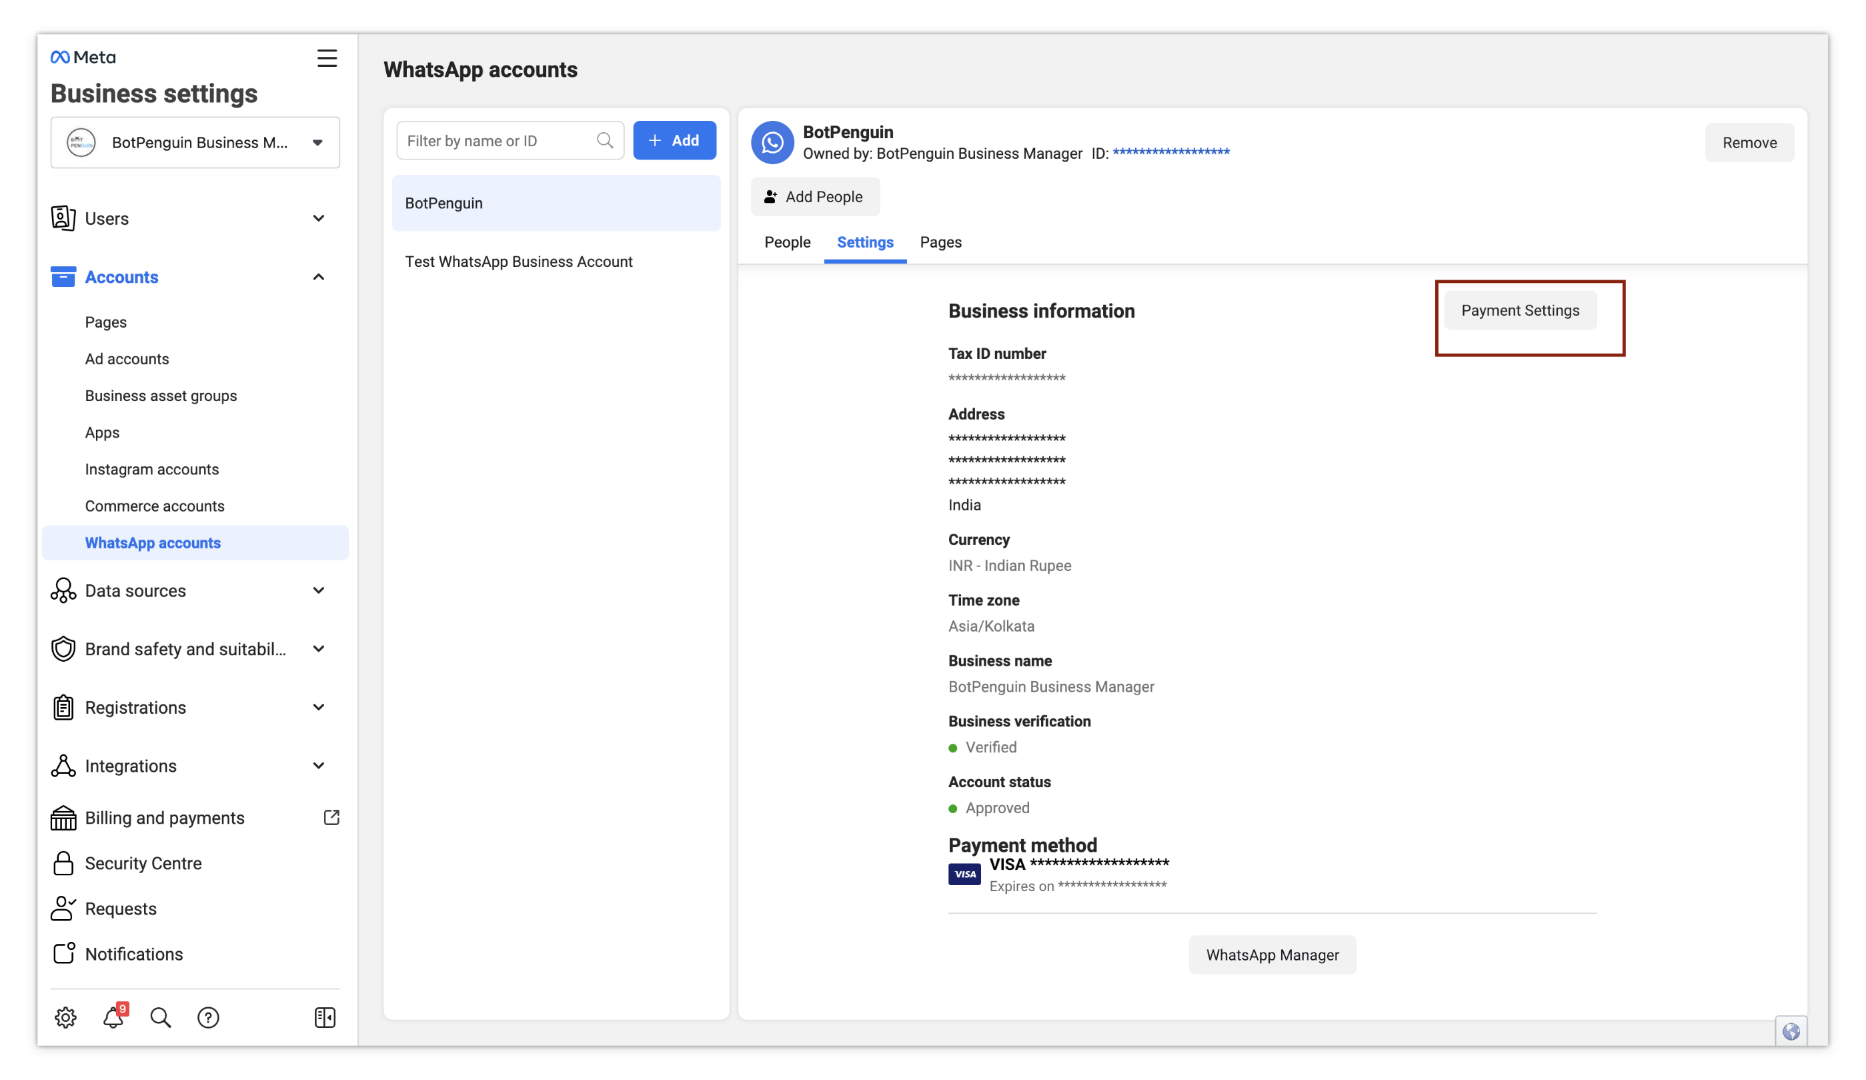 Meta
Business settings
BotPenguin Business M...
Users
Accounts
Pages
Ad accounts
Business asset groups
Apps
Instagram accounts
Commerce accounts
WhatsApp accounts
Data sources
Brand safety and suitabil...
Registrations
Integrations
Billing and payments
Security Centre
Requests
Notifications
9
WhatsApp accounts
Filter by name or ID
+ Add
BotPenguin
Test WhatsApp Business Account
BotPenguin
Owned by: BotPenguin Business Manager ID: ******************
Remove
Add People
People Settings Pages
Business information
Payment Settings
Tax ID number
******************
Address
******************
******************
******************
India
Currency
INR - Indian Rupee
Time zone
Asia/Kolkata
Business name
BotPenguin Business Manager
Business verification
Verified
Account status
Approved
Payment method
VISA
VISA *******************
Expires on ******************
WhatsApp Manager